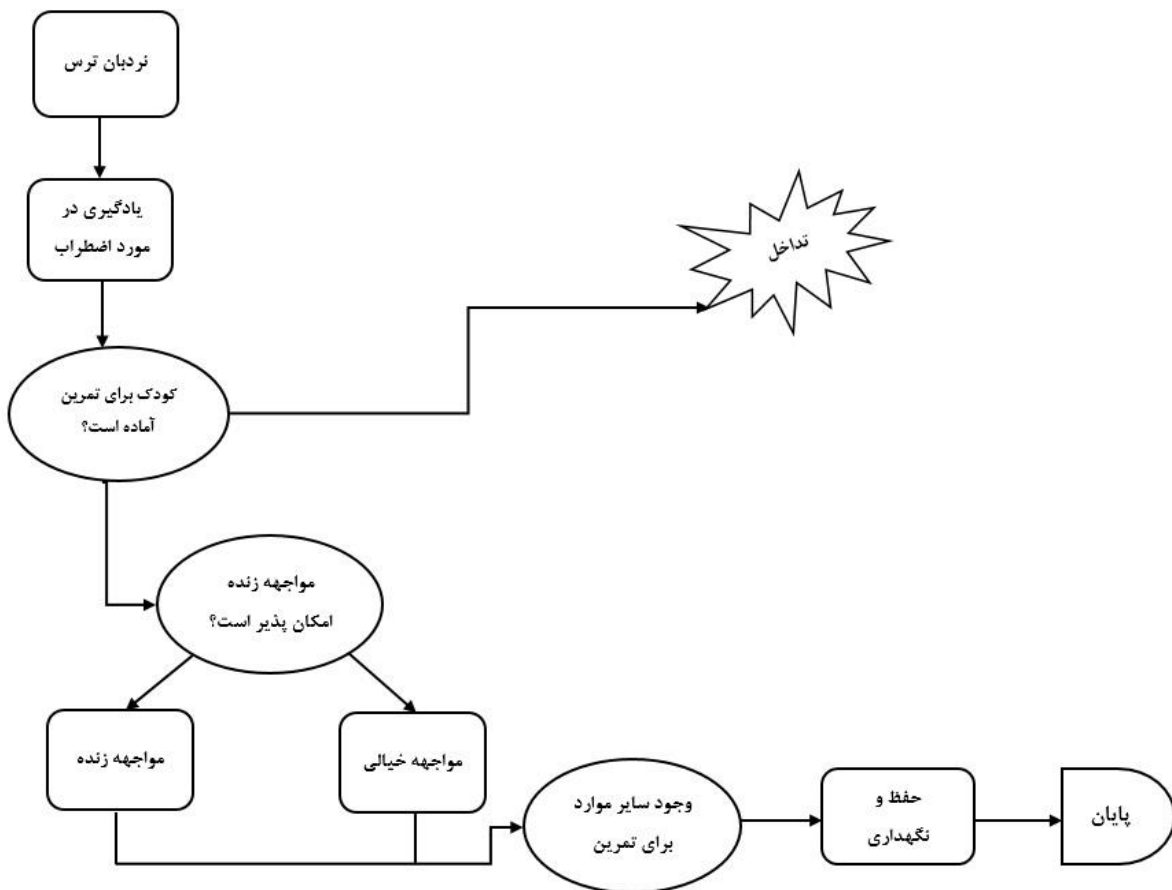 نردبان ترس
یادگیری در
مورد اضطراب
تداخل
کودک برای تمرین
آماده است؟
مواجهه زنده
امکان پذیر است؟
مواجهه زنده
مواجهه خیالی
وجود سایر موارد
برای تمرین
حفظ و
نگهداری
پایان